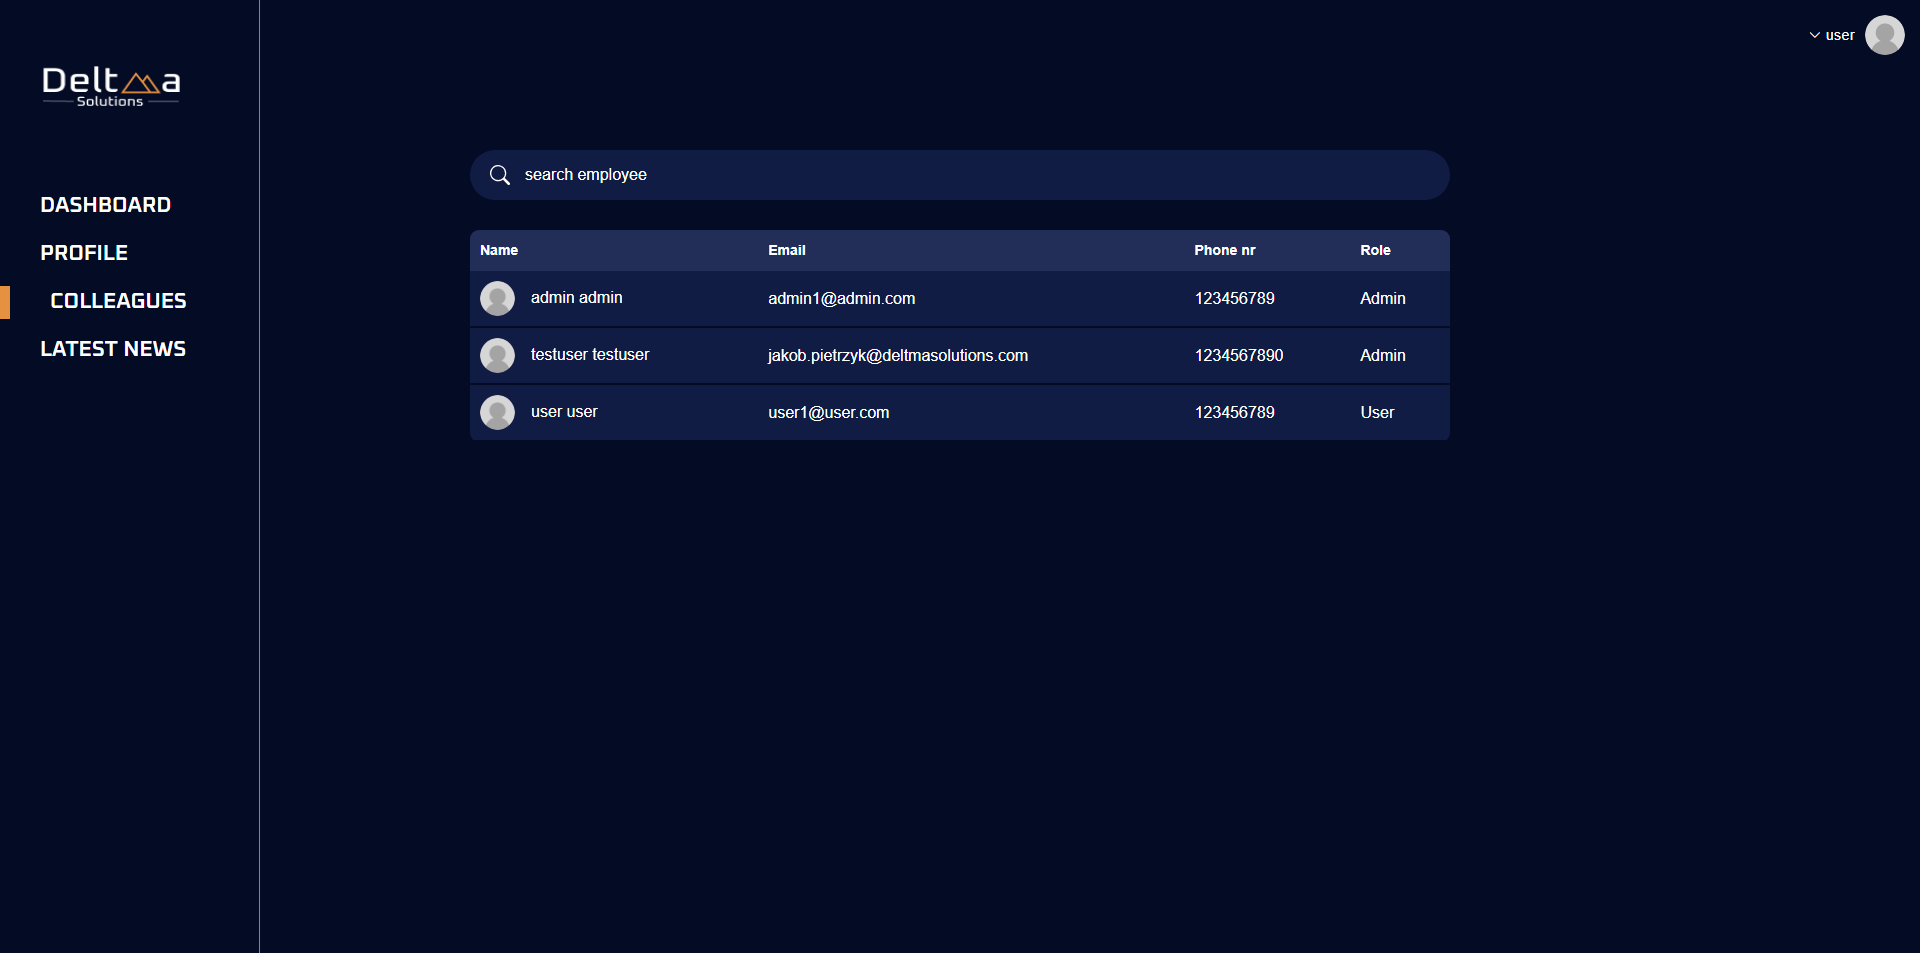 user
Deltma
Solutions
DASHBOARD
PROFILE
COLLEAGUES
LATEST NEWS
search employee
Name Email Phone nr Role
admin admin admin1@admin.com 123456789 Admin
testuser testuser jakob.pietrzyk@deltmasolutions.com 1234567890 Admin
user user user1@user.com 123456789 User